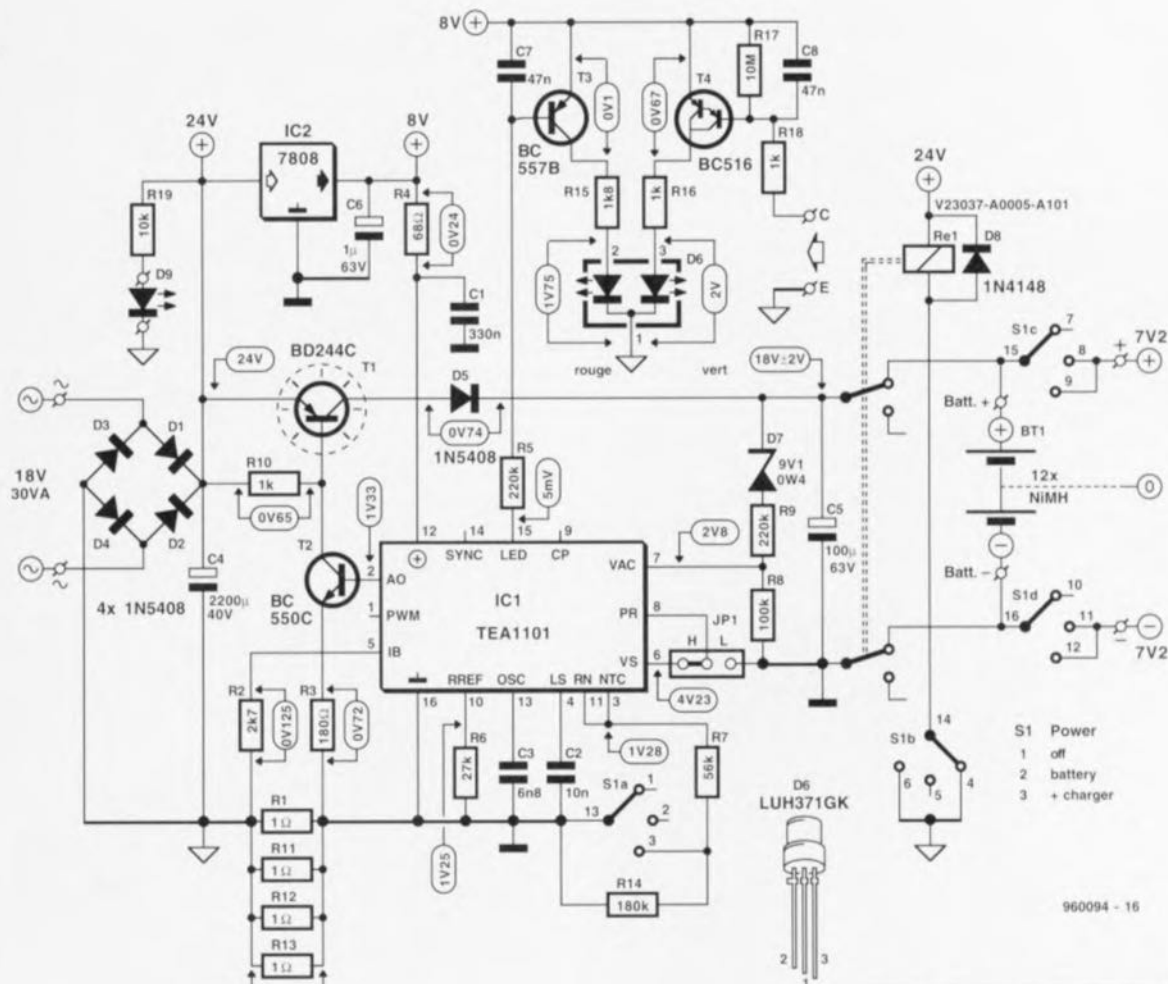 8V
C7
47n
T3
0V1
0V67
T4
R17
10M
C8
47n
24V
IC2
7808
8V
BC
557B
BC516
R18
1k
R19
10k
C6
1µ
63V
R4
68Ω
0V24
R15
1k8
R16
1k
C
E
24V
V23037-A0005-A101
Re1
D8
1N4148
D9
C1
330n
1V75
2
3
D6
2V
1
rouge
vert
24V
BD244C
T1
D5
0V74
1N5408
18V±2V
S1c
7
15
8
9
+
7V2
~
D3
D1
18V
30VA
D4
D2
~
R10
1k
0V65
1V33
R5
220k
5mV
D7
9V1
0W4
R9
220k
C5
100µ
63V
Batt. +
BT1
12x
NiMH
0
Batt. −
T2
BC
550C
C4
2200µ
40V
4x 1N5408
12
14
15
9
SYNC
LED
CP
2
AO
1
PWM
5
IB
IC1
TEA1101
VAC
7
2V8
PR
8
R8
100k
JP1
H
L
VS
6
4V23
RREF
OSC
LS
RN
NTC
16
10
13
4
11
3
S1d
10
16
11
12
−
7V2
R2
2k7
0V125
R3
180Ω
0V72
1V25
R6
27k
C3
6n8
C2
10n
1V28
R7
56k
S1a
1
13
2
3
R14
180k
S1b
14
6
5
4
S1 Power
1 off
2 battery
3 + charger
D6
LUH371GK
2
1
3
R1
1Ω
R11
1Ω
R12
1Ω
R13
1Ω
960094 - 16